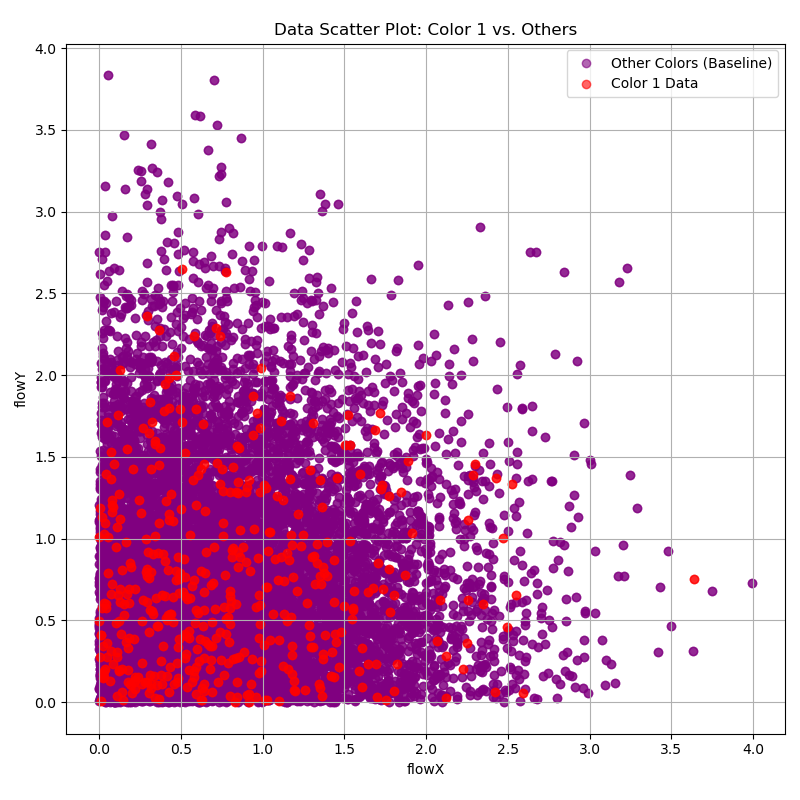 Data Scatter Plot: Color 1 vs. Others
Other Colors (Baseline)
Color 1 Data
4.0
3.5
3.0
2.5
2.0
1.5
1.0
0.5
0.0
flowY
0.0 0.5 1.0 1.5 2.0 2.5 3.0 3.5 4.0
flowX